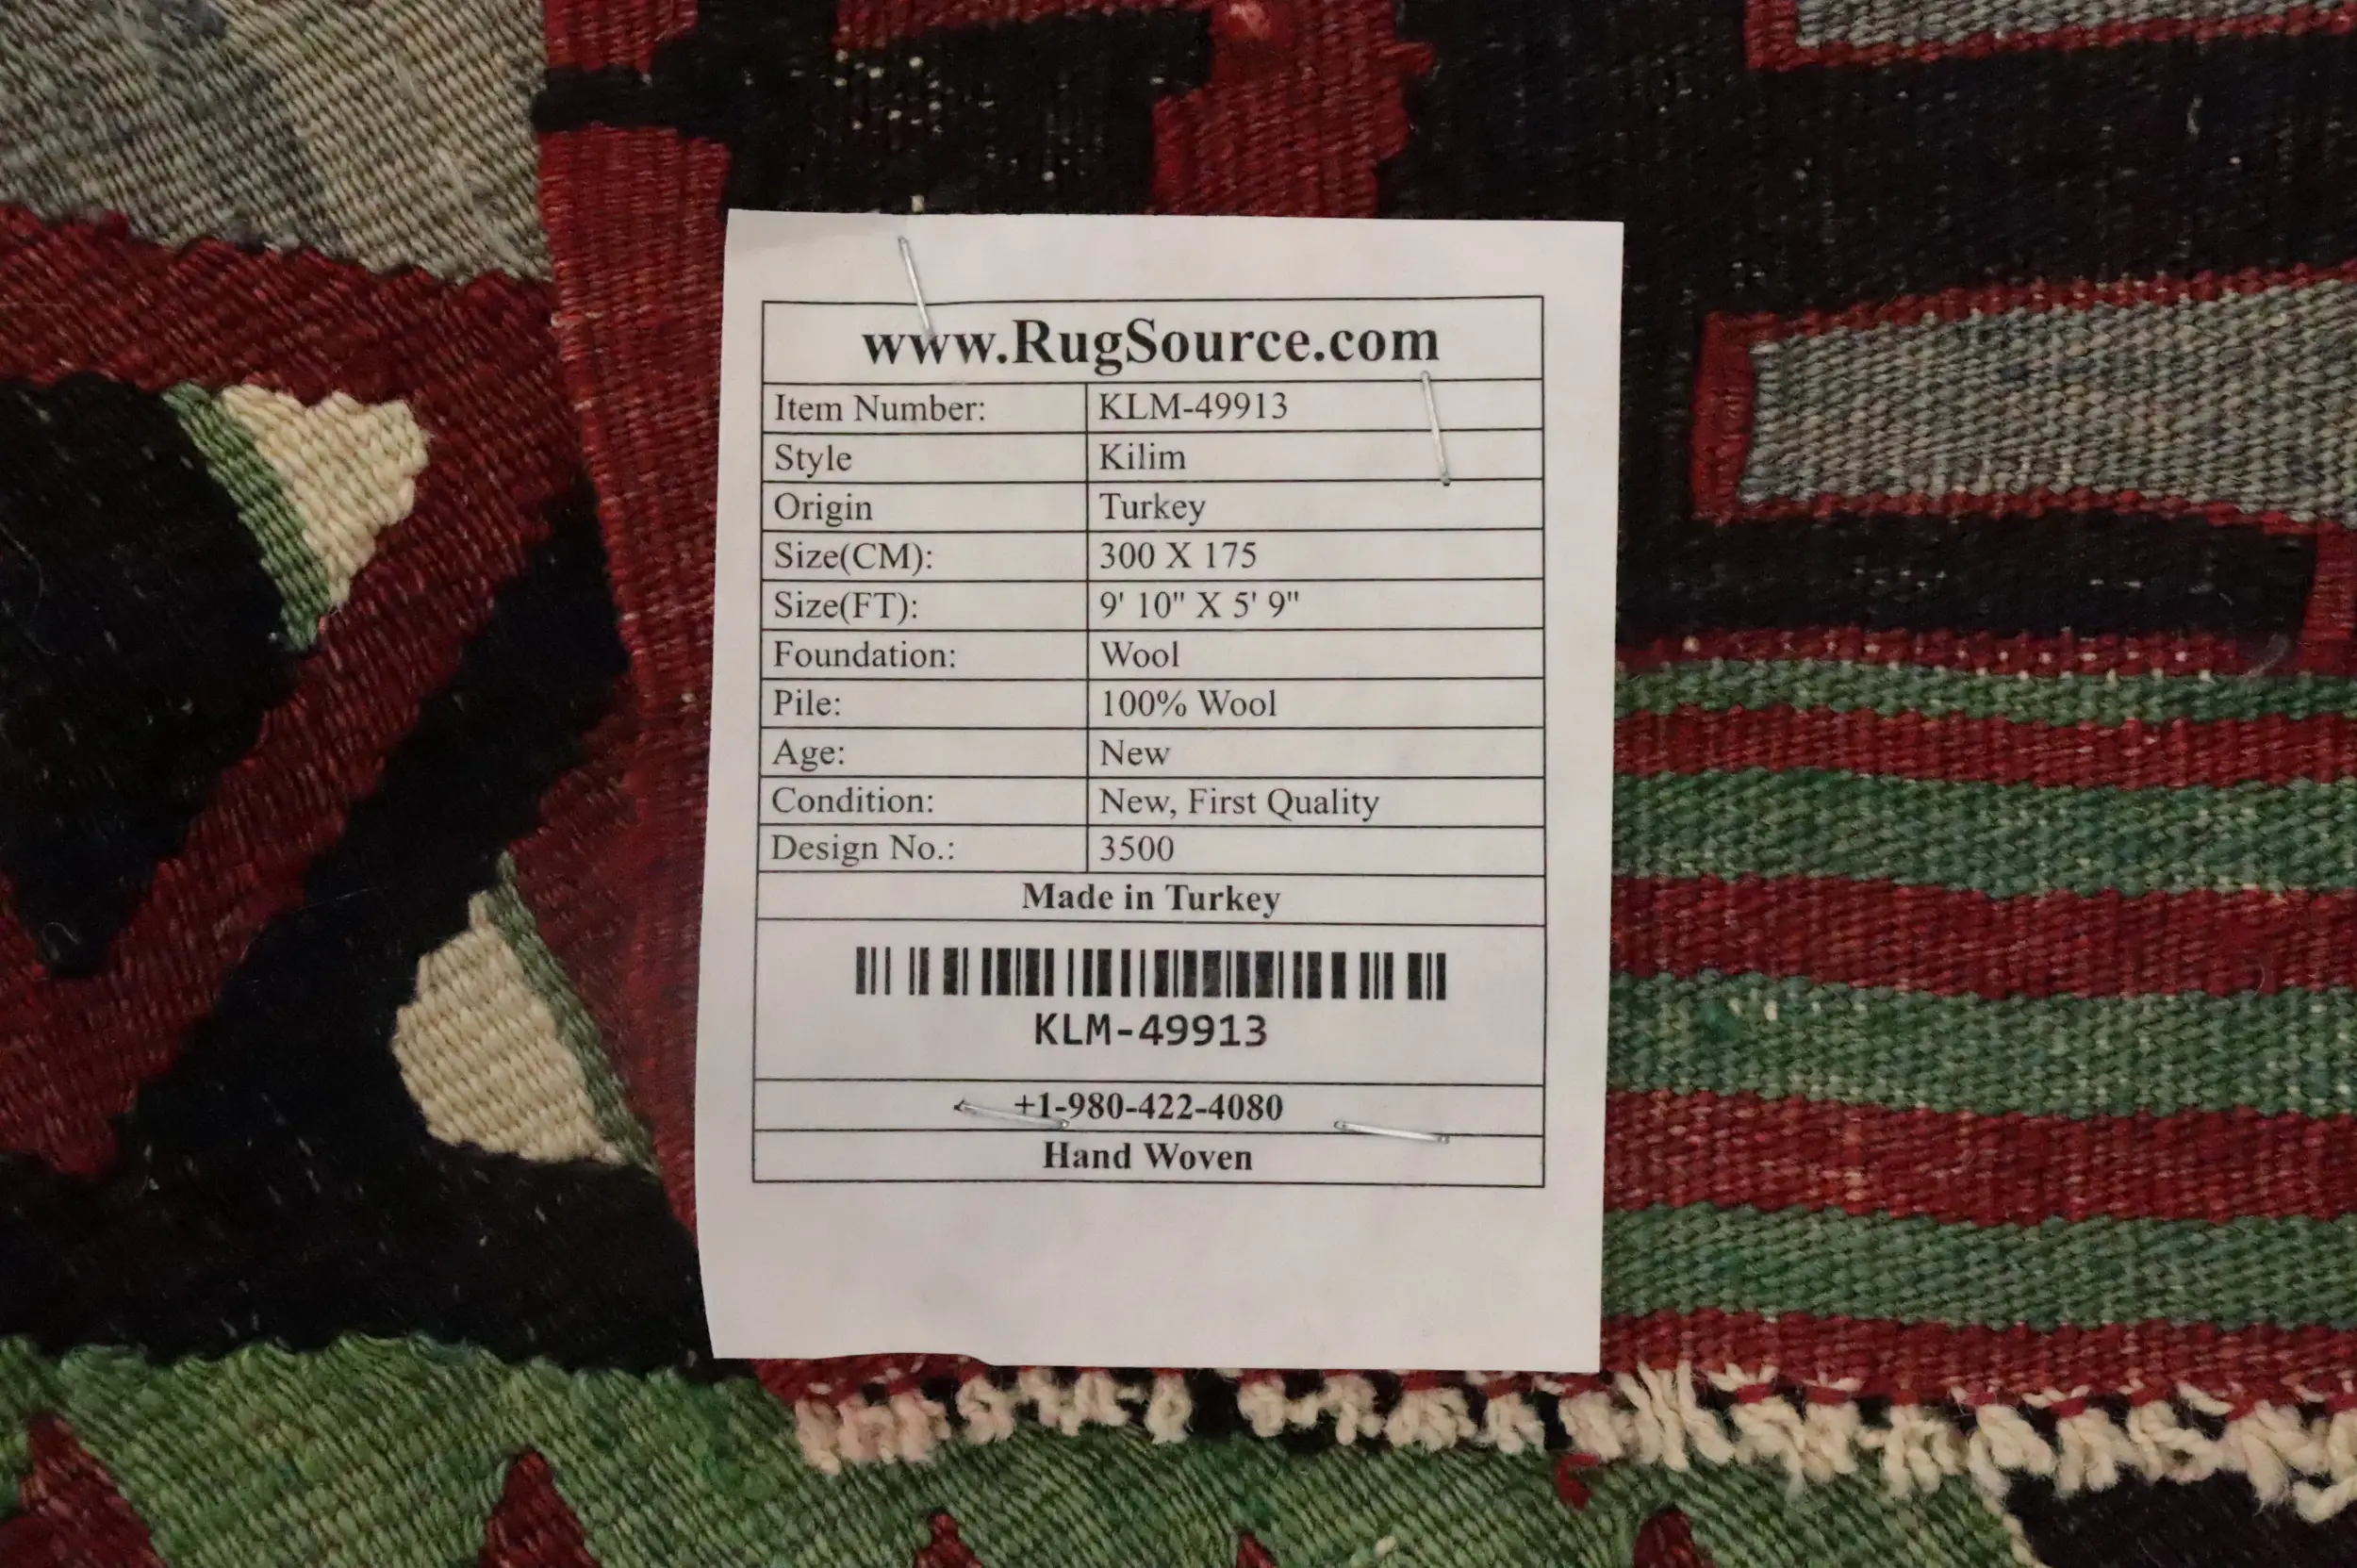 www.RugSource.com
Item Number: KLM-49913
Style Kilim
Origin Turkey
Size(CM): 300 X 175
Size(FT): 9' 10" X 5' 9"
Foundation: Wool
Pile: 100% Wool
Age: New
Condition: New, First Quality
Design No.: 3500
Made in Turkey
KLM-49913
+1-980-422-4080
Hand Woven